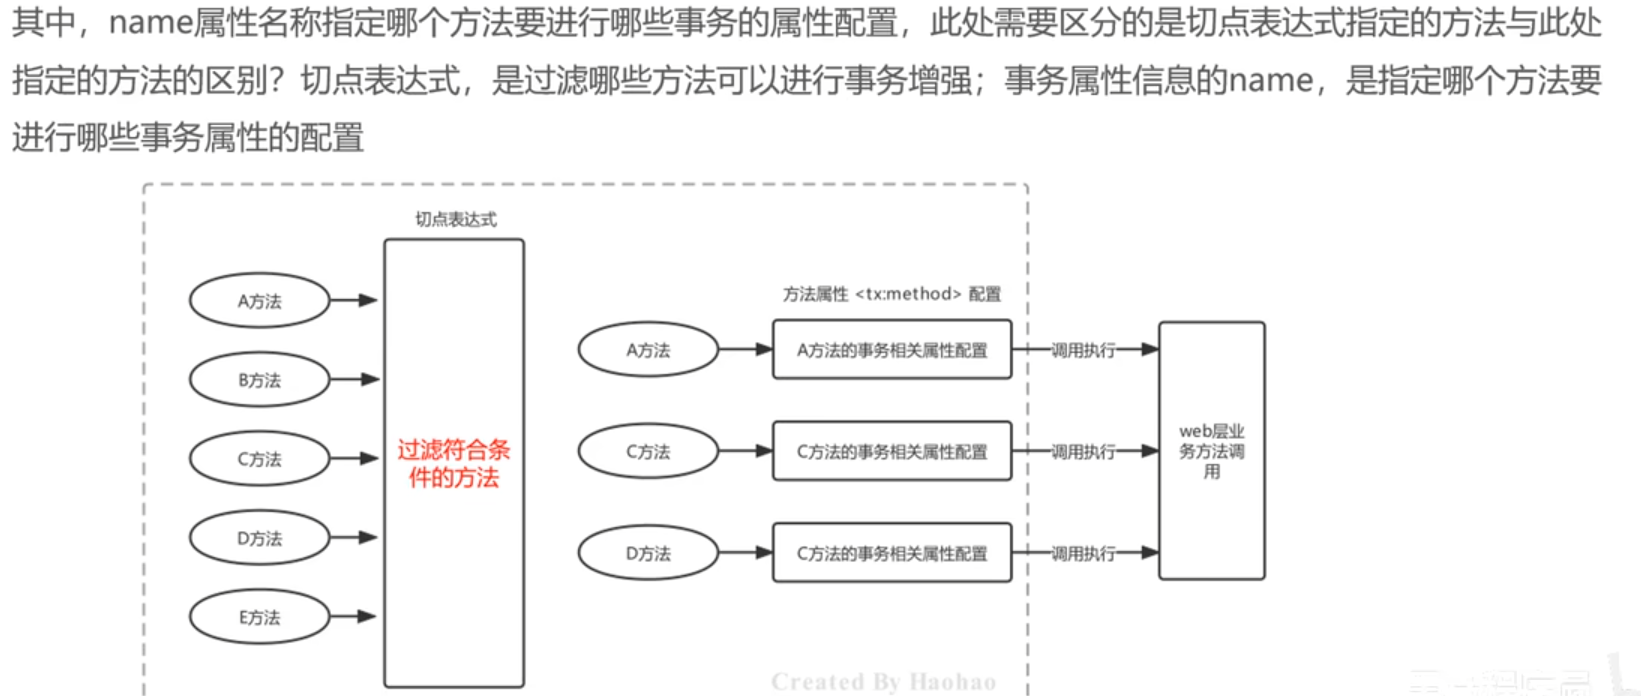 其中，name属性名称指定哪个方法要进行哪些事务的属性配置，此处需要区分的是切点表达式指定的方法与此处
指定的方法的区别？切点表达式，是过滤哪些方法可以进行事务增强；事务属性信息的name，是指定哪个方法要
进行哪些事务属性的配置
切点表达式
A方法
B方法
C方法
D方法
E方法
过滤符合条
件的方法
方法属性 <tx:method> 配置
A方法
A方法的事务相关属性配置
调用执行
C方法
C方法的事务相关属性配置
调用执行
D方法
C方法的事务相关属性配置
调用执行
web层业
务方法调
用
Created By Haohao